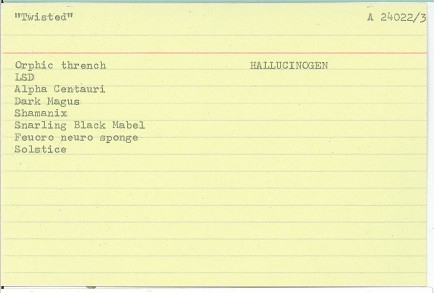 "Twisted" A 24022/3
Orphic thrench HALLUCINOGEN
LSD
Alpha Centauri
Dark Magus
Shamanix
Snarling Black Mabel
Feuoro neuro sponge
Solstice